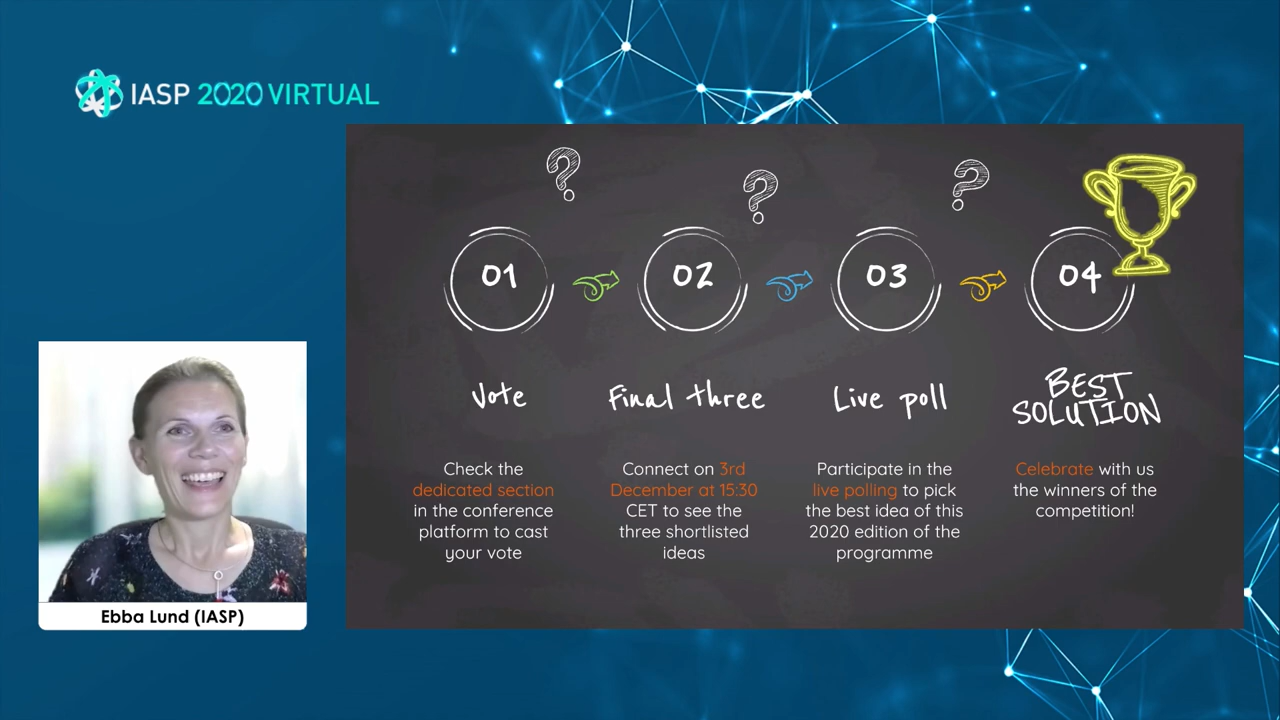 IASP 2020 VIRTUAL
01
02
03
04
Vote
Final three
Live poll
BEST
SOLUTION
Check the
dedicated section
in the conference
platform to cast
your vote
Connect on 3rd
December at 15:30
CET to see the
three shortlisted
ideas
Participate in the
live polling to pick
the best idea of this
2020 edition of the
programme
Celebrate with us
the winners of the
competition!
Ebba Lund (IASP)